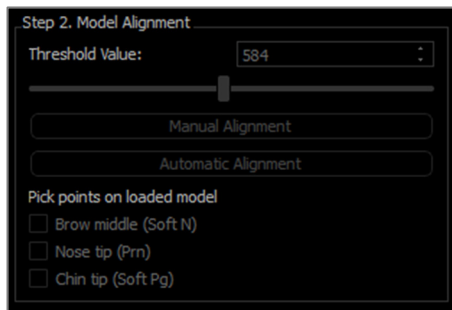 Step 2. Model Alignment
Threshold Value: 584
Manual Alignment
Automatic Alignment
Pick points on loaded model
Brow middle (Soft N)
Nose tip (Prn)
Chin tip (Soft Pg)